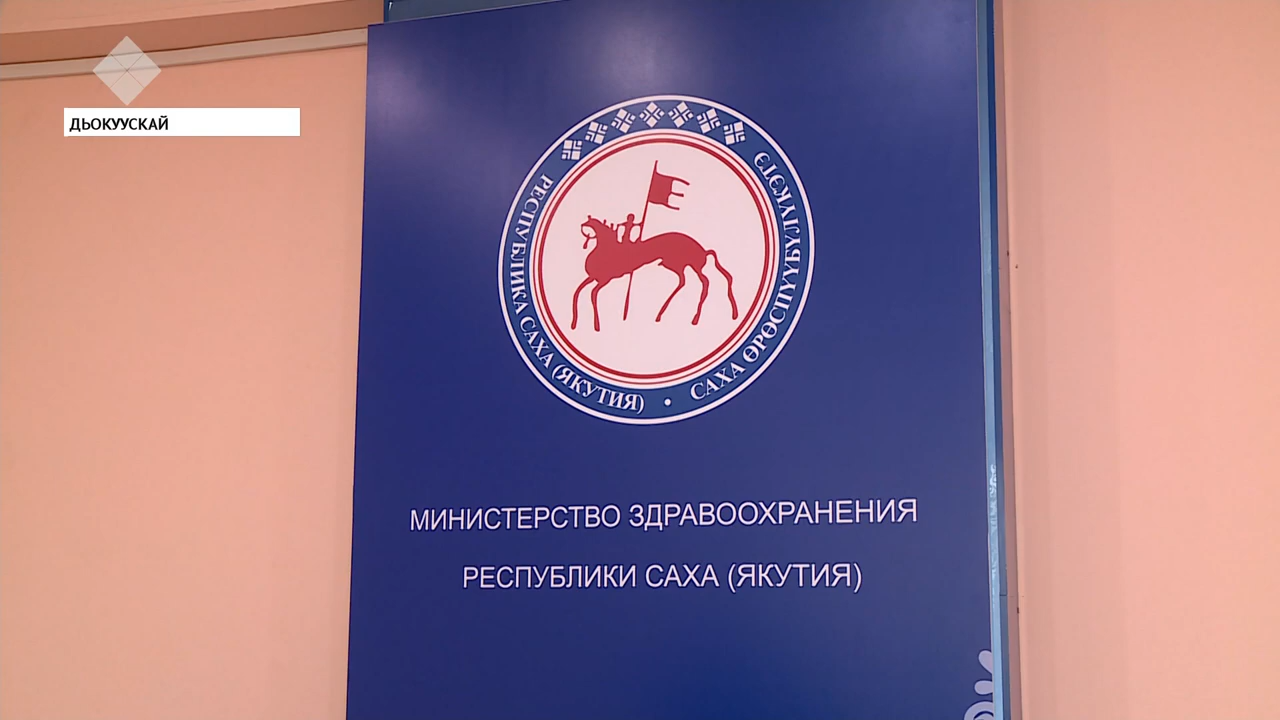 ДЬОКУУСКАЙ
РЕСПУБЛИКА САХА (ЯКУТИЯ) • САХА ӨРӨСПҮҮБҮЛҮКЭТЭ
МИНИСТЕРСТВО ЗДРАВООХРАНЕНИЯ
РЕСПУБЛИКИ САХА (ЯКУТИЯ)